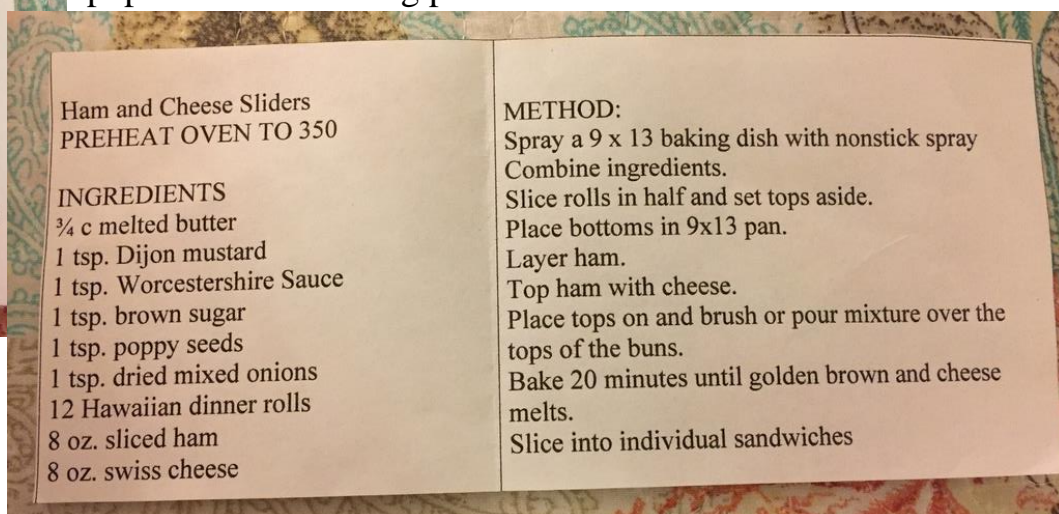 Ham and Cheese Sliders
PREHEAT OVEN TO 350
INGREDIENTS
¾ c melted butter
1 tsp. Dijon mustard
1 tsp. Worcestershire Sauce
1 tsp. brown sugar
1 tsp. poppy seeds
1 tsp. dried mixed onions
12 Hawaiian dinner rolls
8 oz. sliced ham
8 oz. swiss cheese
METHOD:
Spray a 9 x 13 baking dish with nonstick spray
Combine ingredients.
Slice rolls in half and set tops aside.
Place bottoms in 9x13 pan.
Layer ham.
Top ham with cheese.
Place tops on and brush or pour mixture over the
tops of the buns.
Bake 20 minutes until golden brown and cheese
melts.
Slice into individual sandwiches